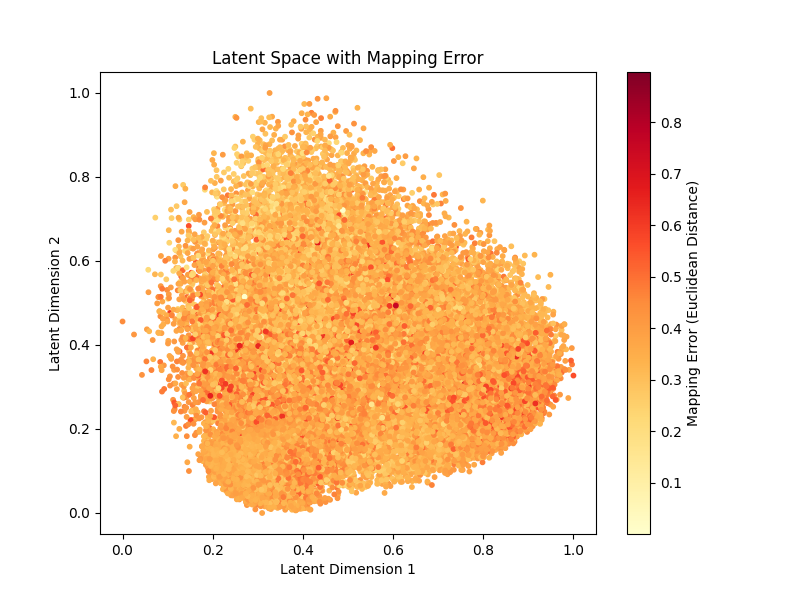 Latent Space with Mapping Error
1.0
0.8
0.6
0.4
0.2
0.0
Latent Dimension 2
0.0 0.2 0.4 0.6 0.8 1.0
Latent Dimension 1
0.8
0.7
0.6
0.5
0.4
0.3
0.2
0.1
Mapping Error (Euclidean Distance)